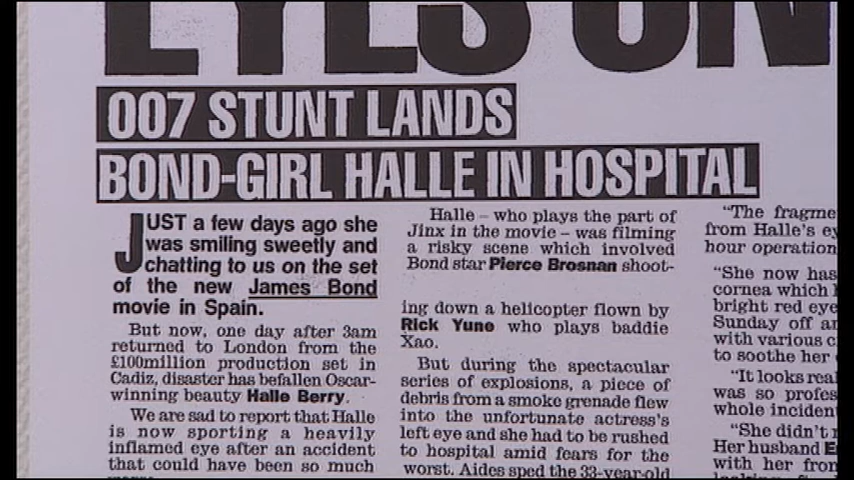 EYES ON
007 STUNT LANDS
BOND-GIRL HALLE IN HOSPITAL
JUST a few days ago she
was smiling sweetly and
chatting to us on the set
of the new James Bond
movie in Spain.
But now, one day after 3am
returned to London from the
£100million production set in
Cadiz, disaster has befallen Oscar-
winning beauty Halle Berry.
We are sad to report that Halle
is now sporting a heavily
inflamed eye after an accident
that could have been so much
Halle – who plays the part of
Jinx in the movie – was filming
a risky scene which involved
Bond star Pierce Brosnan shoot-
ing down a helicopter flown by
Rick Yune who plays baddie
Xao.
But during the spectacular
series of explosions, a piece of
debris from a smoke grenade flew
into the unfortunate actress's
left eye and she had to be rushed
to hospital amid fears for the
worst. Aides sped the 33-year-old
"The fragme
from Halle's ey
hour operation
"She now has
cornea which
bright red eye
Sunday off an
with various c
to soothe her
"It looks real
was so profes
whole inciden
"She didn't
Her husband E
with her fron